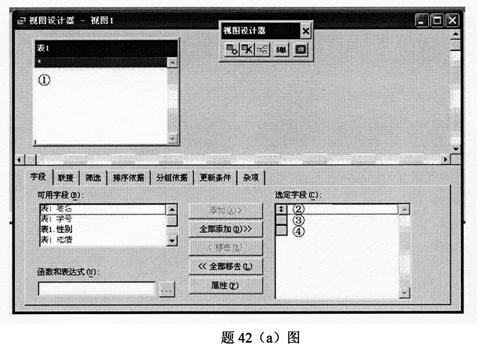 视图设计器 - 视图1
视图设计器
表1
*
①
SQL
字段 联接 筛选 排序依据 分组依据 更新条件 杂项
可用字段(B):
表1.姓名
表1.学号
表1.性别
表1.成绩
添加(A)>
全部添加(D)>>
<移去(R)
<<全部移去(L)
属性(P)
选定字段(C):
②
③
④
函数和表达式(U):
...
题 42（a）图